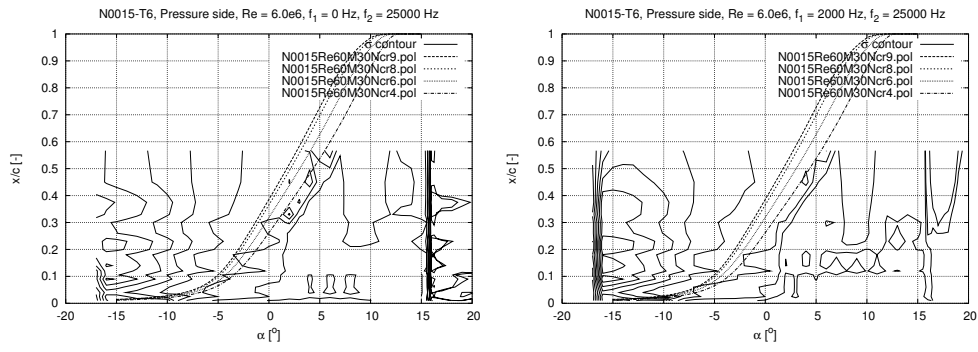 N0015-T6, Pressure side, Re = 6.0e6, f1 = 0 Hz, f2 = 25000 Hz
σ contour
N0015Re60M30Ncr9.pol
N0015Re60M30Ncr8.pol
N0015Re60M30Ncr6.pol
N0015Re60M30Ncr4.pol
1
0.9
0.8
0.7
0.6
0.5
0.4
0.3
0.2
0.1
0
x/c [-]
-20 -15 -10 -5 0 5 10 15 20
α [°]
N0015-T6, Pressure side, Re = 6.0e6, f1 = 2000 Hz, f2 = 25000 Hz
σ contour
N0015Re60M30Ncr9.pol
N0015Re60M30Ncr8.pol
N0015Re60M30Ncr6.pol
N0015Re60M30Ncr4.pol
1
0.9
0.8
0.7
0.6
0.5
0.4
0.3
0.2
0.1
0
x/c [-]
-20 -15 -10 -5 0 5 10 15 20
α [°]